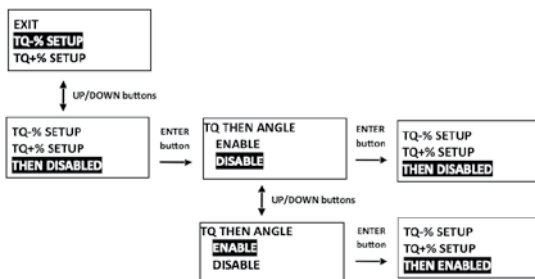 EXIT
TQ-% SETUP
TQ+% SETUP
UP/DOWN buttons
TQ-% SETUP
TQ+% SETUP
THEN DISABLED
ENTER
button
TQ THEN ANGLE
ENABLE
DISABLE
ENTER
button
TQ-% SETUP
TQ+% SETUP
THEN DISABLED
UP/DOWN buttons
TQ THEN ANGLE
ENABLE
DISABLE
ENTER
button
TQ-% SETUP
TQ+% SETUP
THEN ENABLED